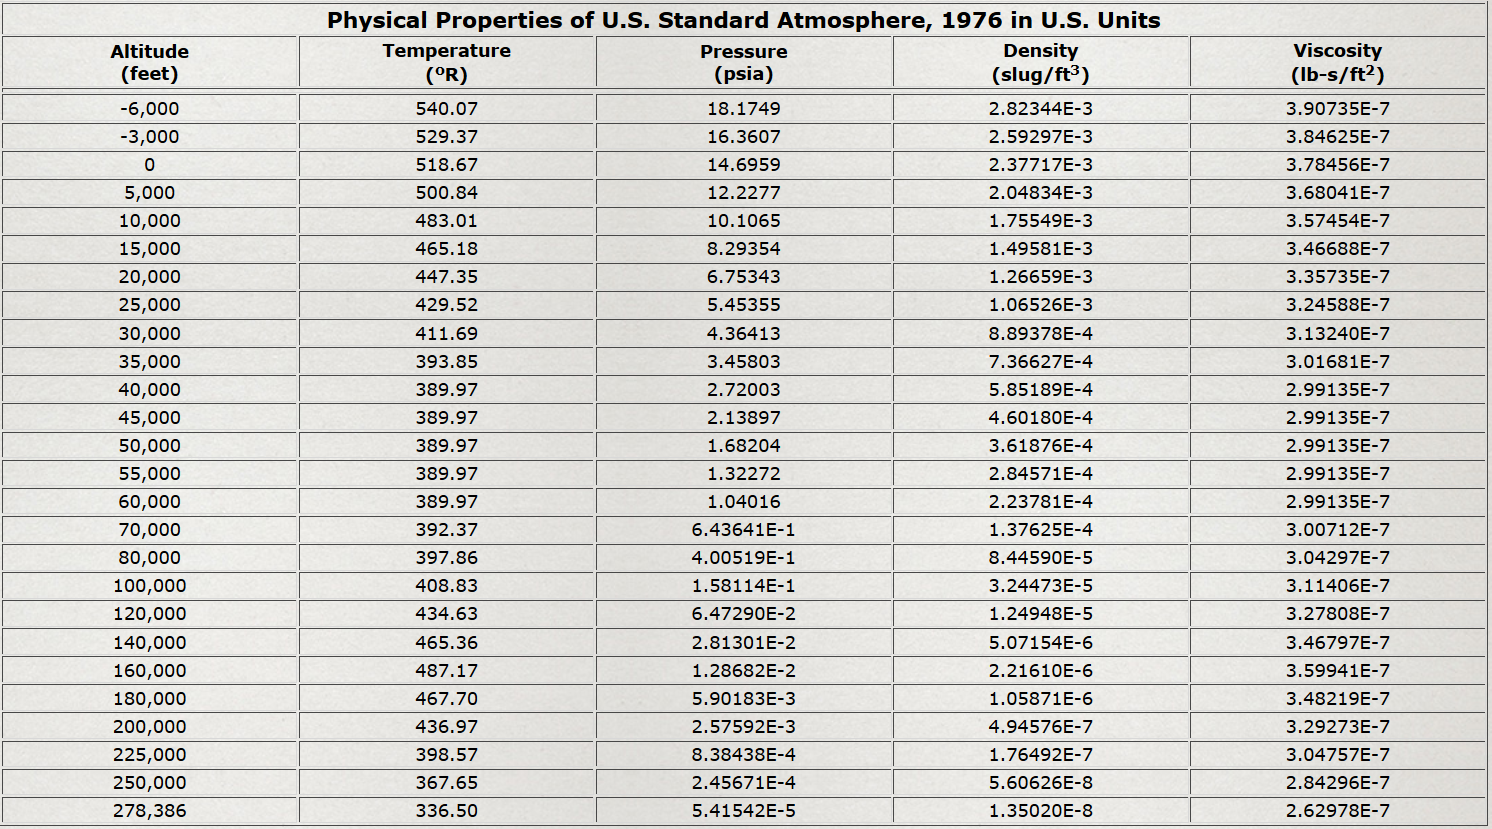 Physical Properties of U.S. Standard Atmosphere, 1976 in U.S. Units
Altitude (feet) Temperature (ºR) Pressure (psia) Density (slug/ft³) Viscosity (lb-s/ft²)
-6,000 540.07 18.1749 2.82344E-3 3.90735E-7
-3,000 529.37 16.3607 2.59297E-3 3.84625E-7
0 518.67 14.6959 2.37717E-3 3.78456E-7
5,000 500.84 12.2277 2.04834E-3 3.68041E-7
10,000 483.01 10.1065 1.75549E-3 3.57454E-7
15,000 465.18 8.29354 1.49581E-3 3.46688E-7
20,000 447.35 6.75343 1.26659E-3 3.35735E-7
25,000 429.52 5.45355 1.06526E-3 3.24588E-7
30,000 411.69 4.36413 8.89378E-4 3.13240E-7
35,000 393.85 3.45803 7.36627E-4 3.01681E-7
40,000 389.97 2.72003 5.85189E-4 2.99135E-7
45,000 389.97 2.13897 4.60180E-4 2.99135E-7
50,000 389.97 1.68204 3.61876E-4 2.99135E-7
55,000 389.97 1.32272 2.84571E-4 2.99135E-7
60,000 389.97 1.04016 2.23781E-4 2.99135E-7
70,000 392.37 6.43641E-1 1.37625E-4 3.00712E-7
80,000 397.86 4.00519E-1 8.44590E-5 3.04297E-7
100,000 408.83 1.58114E-1 3.24473E-5 3.11406E-7
120,000 434.63 6.47290E-2 1.24948E-5 3.27808E-7
140,000 465.36 2.81301E-2 5.07154E-6 3.46797E-7
160,000 487.17 1.28682E-2 2.21610E-6 3.59941E-7
180,000 467.70 5.90183E-3 1.05871E-6 3.48219E-7
200,000 436.97 2.57592E-3 4.94576E-7 3.29273E-7
225,000 398.57 8.38438E-4 1.76492E-7 3.04757E-7
250,000 367.65 2.45671E-4 5.60626E-8 2.84296E-7
278,386 336.50 5.41542E-5 1.35020E-8 2.62978E-7